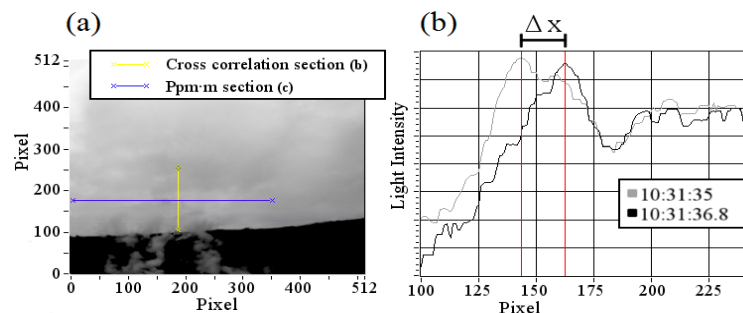 (a)
512
400
300
200
100
0
Pixel
0
100
200
300
400
512
Pixel
Cross correlation section (b)
Ppm·m section (c)
(b)
Δ x
Light Intensity
10:31:35
10:31:36.8
100
125
150
175
200
225
Pixel